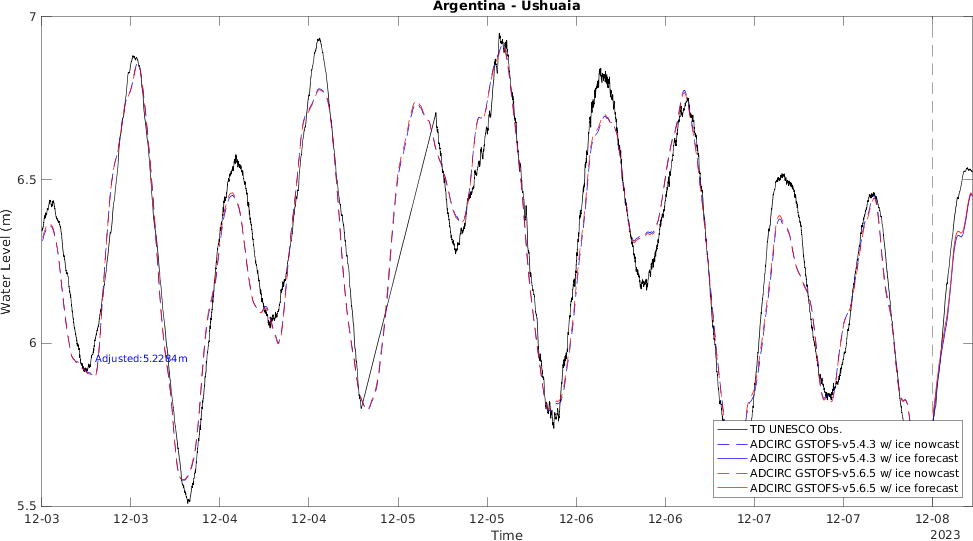 Argentina - Ushuaia
7
6.5
6
5.5
Water Level (m)
Adjusted:5.2284m
TD UNESCO Obs.
ADCIRC GSTOFS-v5.4.3 w/ ice nowcast
ADCIRC GSTOFS-v5.4.3 w/ ice forecast
ADCIRC GSTOFS-v5.6.5 w/ ice nowcast
ADCIRC GSTOFS-v5.6.5 w/ ice forecast
12-03 12-03 12-04 12-04 12-05 12-05 12-06 12-06 12-07 12-07 12-08
Time 2023